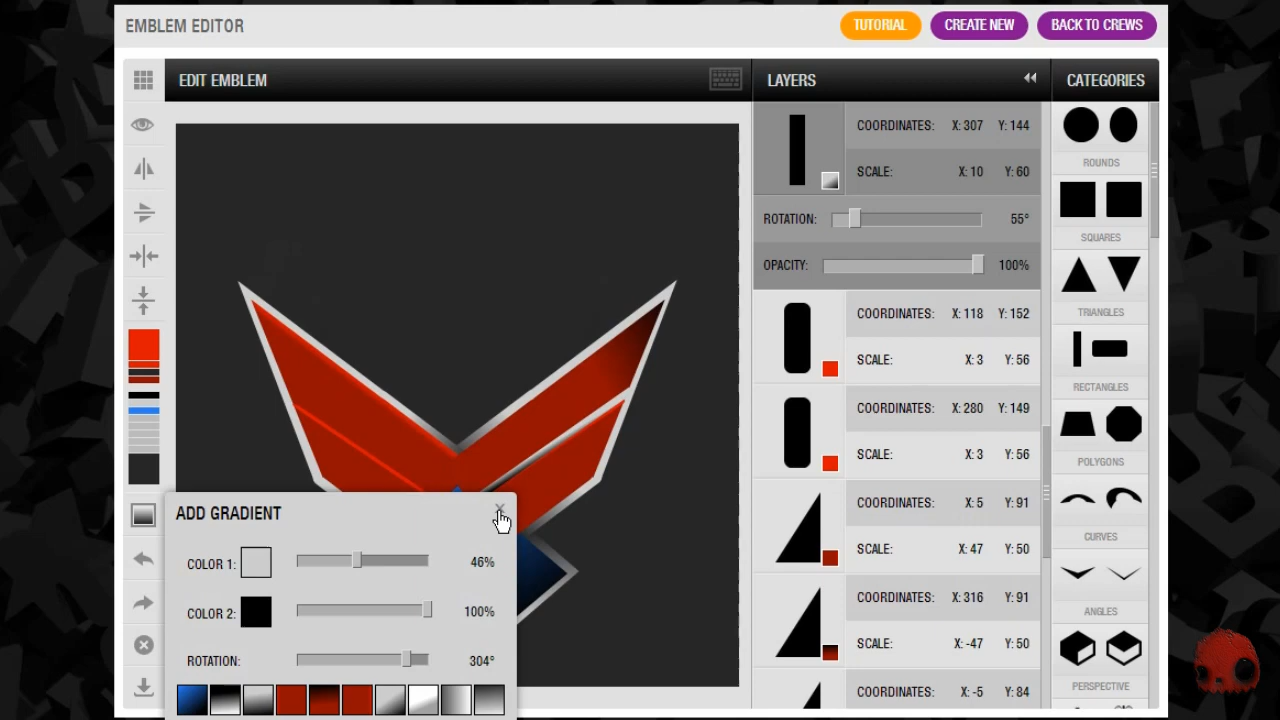 EMBLEM EDITOR
TUTORIAL
CREATE NEW
BACK TO CREWS
EDIT EMBLEM
LAYERS
CATEGORIES
COORDINATES: X: 307 Y: 144
SCALE: X: 10 Y: 60
ROTATION: 55°
OPACITY: 100%
COORDINATES: X: 118 Y: 152
SCALE: X: 3 Y: 56
COORDINATES: X: 280 Y: 149
SCALE: X: 3 Y: 56
COORDINATES: X: 5 Y: 91
SCALE: X: 47 Y: 50
COORDINATES: X: 316 Y: 91
SCALE: X: -47 Y: 50
COORDINATES: X: -5 Y: 84
ROUNDS
SQUARES
TRIANGLES
RECTANGLES
POLYGONS
CURVES
ANGLES
PERSPECTIVE
ADD GRADIENT
COLOR 1: 46%
COLOR 2: 100%
ROTATION: 304°